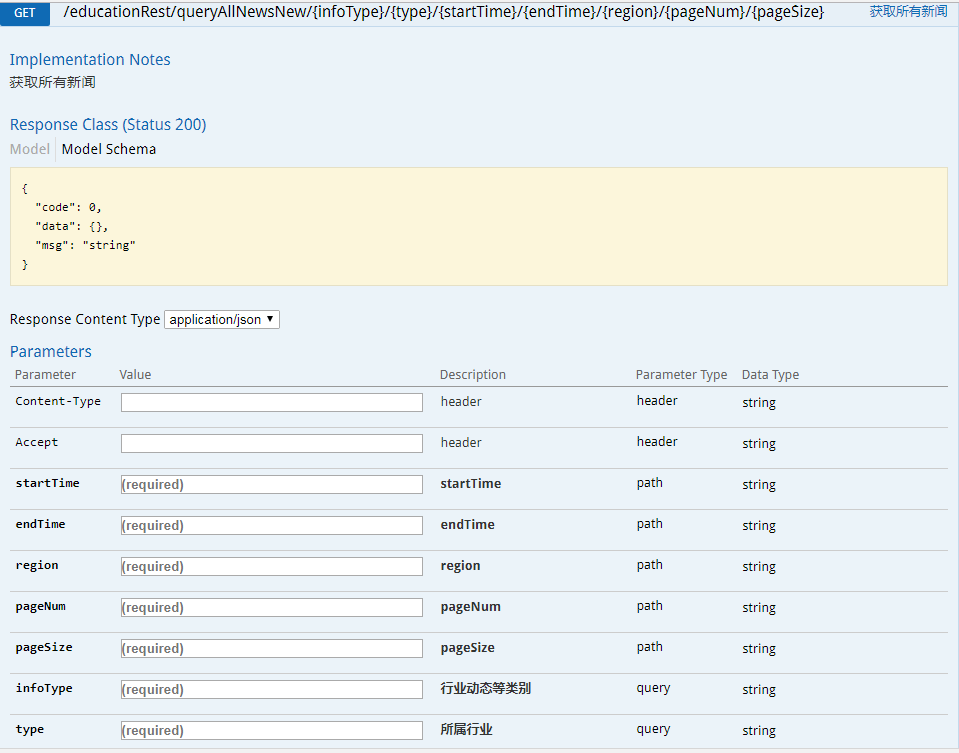 GET /educationRest/queryAllNewsNew/{infoType}/{type}/{startTime}/{endTime}/{region}/{pageNum}/{pageSize} 获取所有新闻
Implementation Notes
获取所有新闻
Response Class (Status 200)
Model Model Schema
{
"code": 0,
"data": {},
"msg": "string"
}
Response Content Type application/json
Parameters
Parameter Value Description Parameter Type Data Type
Content-Type header header string
Accept header header string
startTime (required) startTime path string
endTime (required) endTime path string
region (required) region path string
pageNum (required) pageNum path string
pageSize (required) pageSize path string
infoType (required) 行业动态等类别 query string
type (required) 所属行业 query string